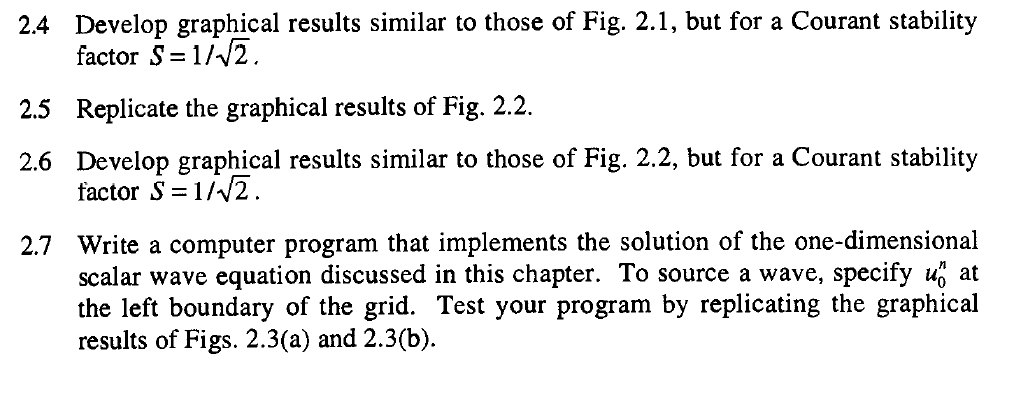 2.4 Develop graphical results similar to those of Fig. 2.1, but for a Courant stability
factor S = 1/√2.
2.5 Replicate the graphical results of Fig. 2.2.
2.6 Develop graphical results similar to those of Fig. 2.2, but for a Courant stability
factor S = 1/√2.
2.7 Write a computer program that implements the solution of the one-dimensional
scalar wave equation discussed in this chapter. To source a wave, specify u₀ⁿ at
the left boundary of the grid. Test your program by replicating the graphical
results of Figs. 2.3(a) and 2.3(b).